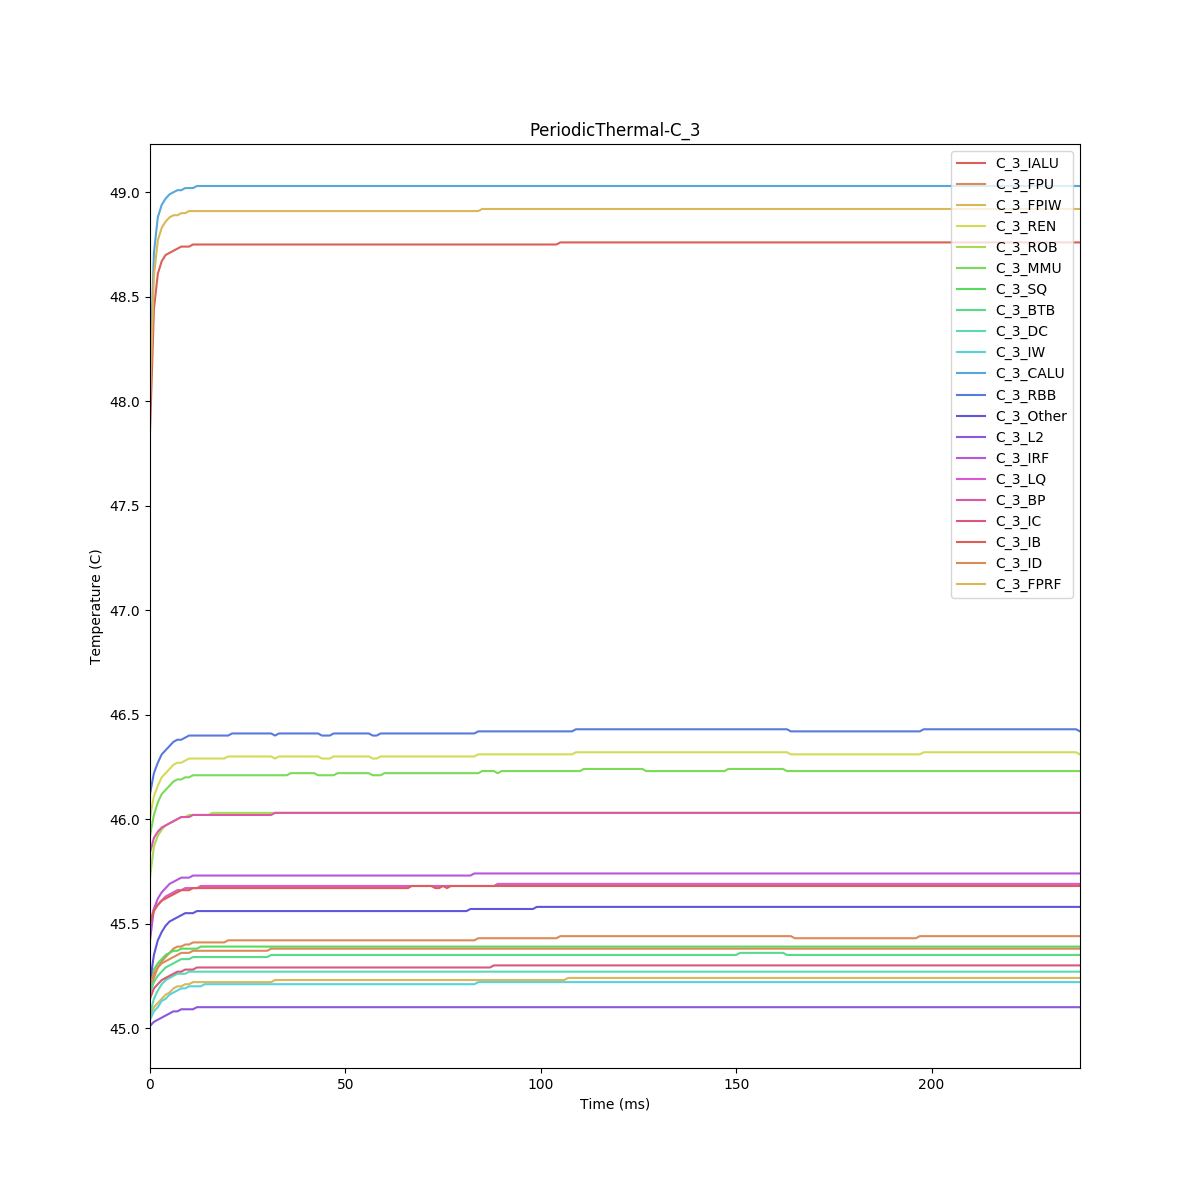 PeriodicThermal-C_3
49.0
48.5
48.0
47.5
47.0
46.5
46.0
45.5
45.0
Temperature (C)
0 50 100 150 200
Time (ms)
C_3_IALU
C_3_FPU
C_3_FPIW
C_3_REN
C_3_ROB
C_3_MMU
C_3_SQ
C_3_BTB
C_3_DC
C_3_IW
C_3_CALU
C_3_RBB
C_3_Other
C_3_L2
C_3_IRF
C_3_LQ
C_3_BP
C_3_IC
C_3_IB
C_3_ID
C_3_FPRF